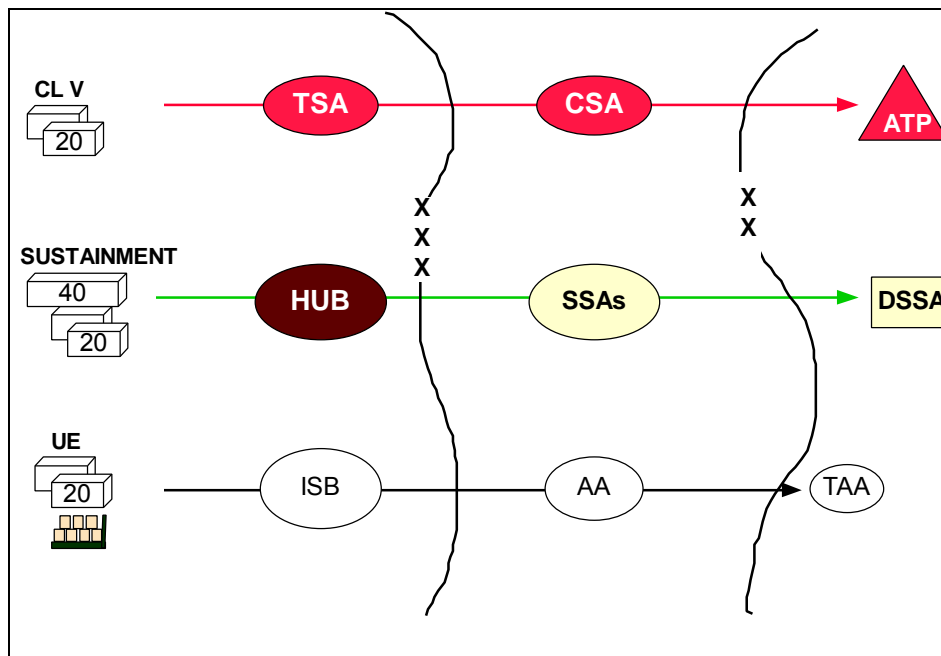 CL V
20
TSA
CSA
ATP
X
X
X
X
X
SUSTAINMENT
40
20
HUB
SSAs
DSSA
UE
20
ISB
AA
TAA